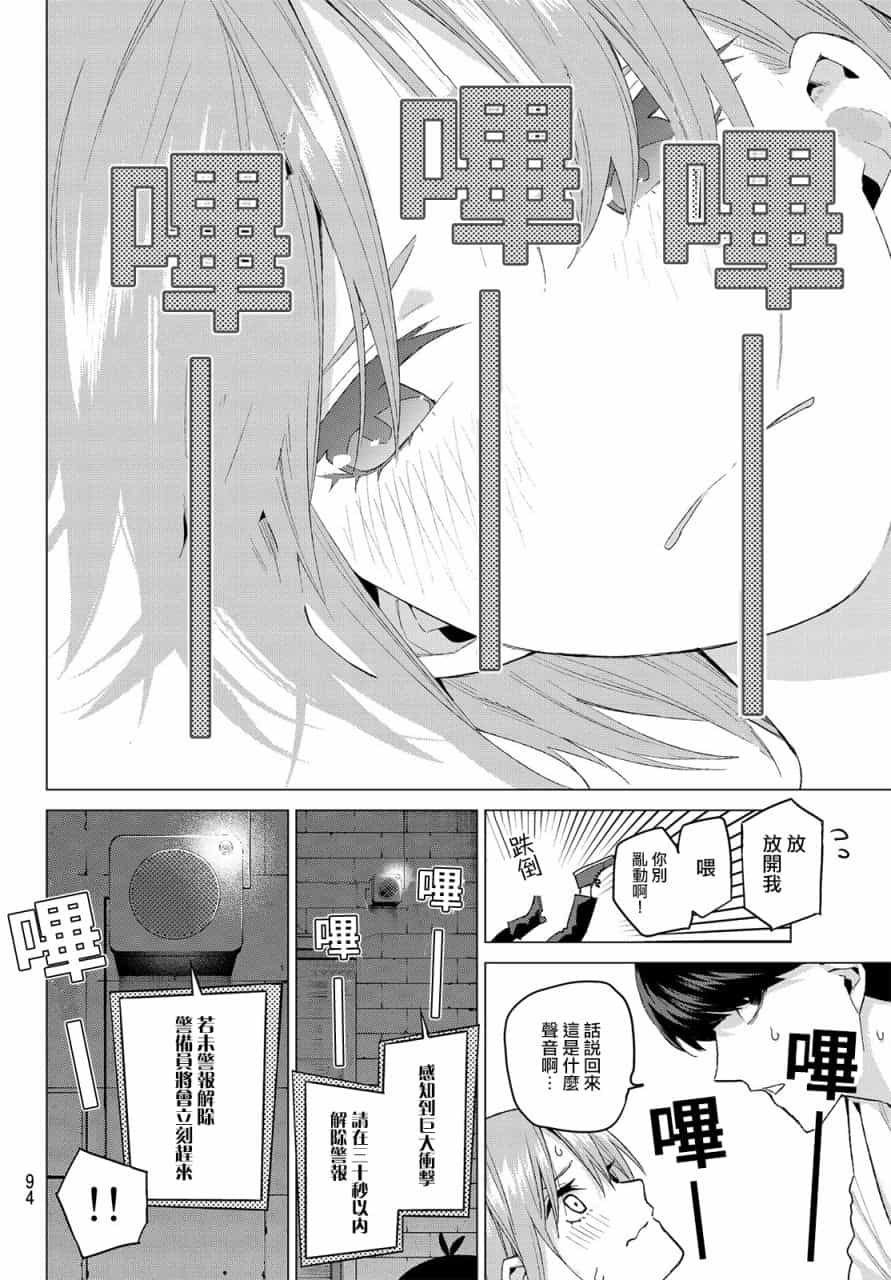 嗶——
嗶——
嗶——
放
放開我
喂
你別
亂動啊！
跌倒
話說回來
這是什麼
聲音啊…
嗶——
嗶——
嗶——
感知到巨大衝擊
請在三十秒以內
解除警報
嗶——
嗶——
若未警報解除
警備員將會立刻趕來
!!
94